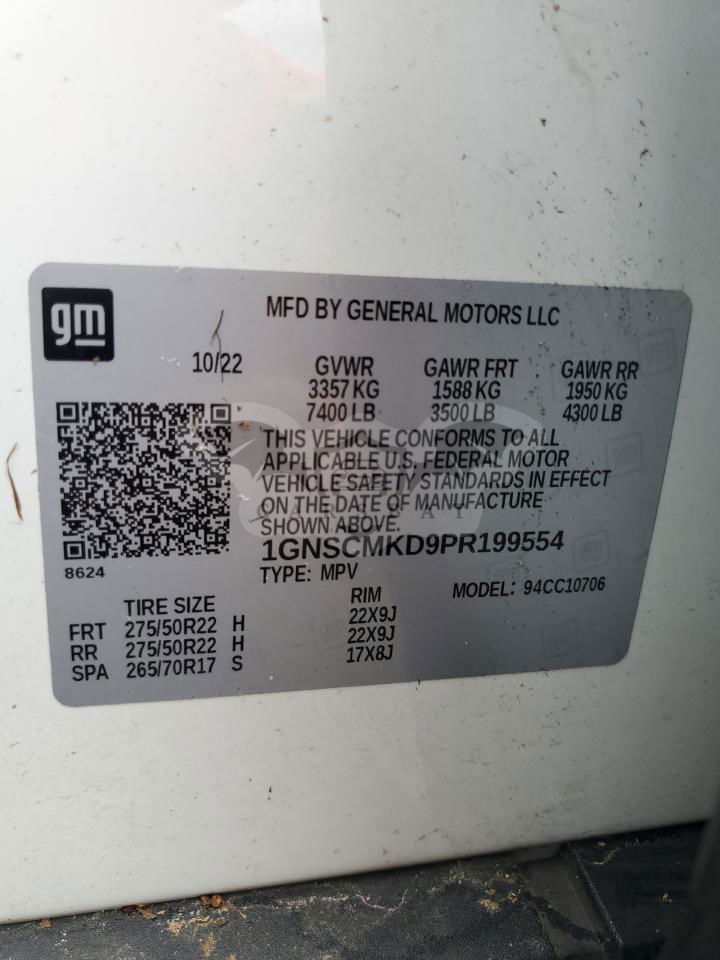 gm
MFD BY GENERAL MOTORS LLC
10/22 GVWR GAWR FRT GAWR RR
3357 KG 1588 KG 1950 KG
7400 LB 3500 LB 4300 LB
THIS VEHICLE CONFORMS TO ALL
APPLICABLE U.S. FEDERAL MOTOR
VEHICLE SAFETY STANDARDS IN EFFECT
ON THE DATE OF MANUFACTURE
SHOWN ABOVE.
1GNSCMKD9PR199554
8624
TYPE: MPV MODEL: 94CC10706
TIRE SIZE RIM
FRT 275/50R22 H 22X9J
RR 275/50R22 H 22X9J
SPA 265/70R17 S 17X8J